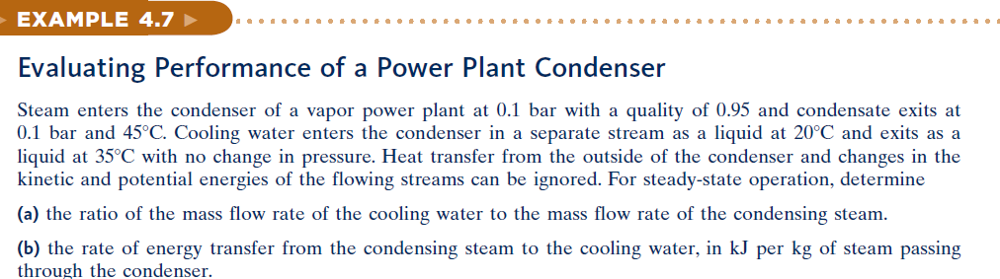 EXAMPLE 4.7
Evaluating Performance of a Power Plant Condenser
Steam enters the condenser of a vapor power plant at 0.1 bar with a quality of 0.95 and condensate exits at
0.1 bar and 45°C. Cooling water enters the condenser in a separate stream as a liquid at 20°C and exits as a
liquid at 35°C with no change in pressure. Heat transfer from the outside of the condenser and changes in the
kinetic and potential energies of the flowing streams can be ignored. For steady-state operation, determine
(a) the ratio of the mass flow rate of the cooling water to the mass flow rate of the condensing steam.
(b) the rate of energy transfer from the condensing steam to the cooling water, in kJ per kg of steam passing
through the condenser.